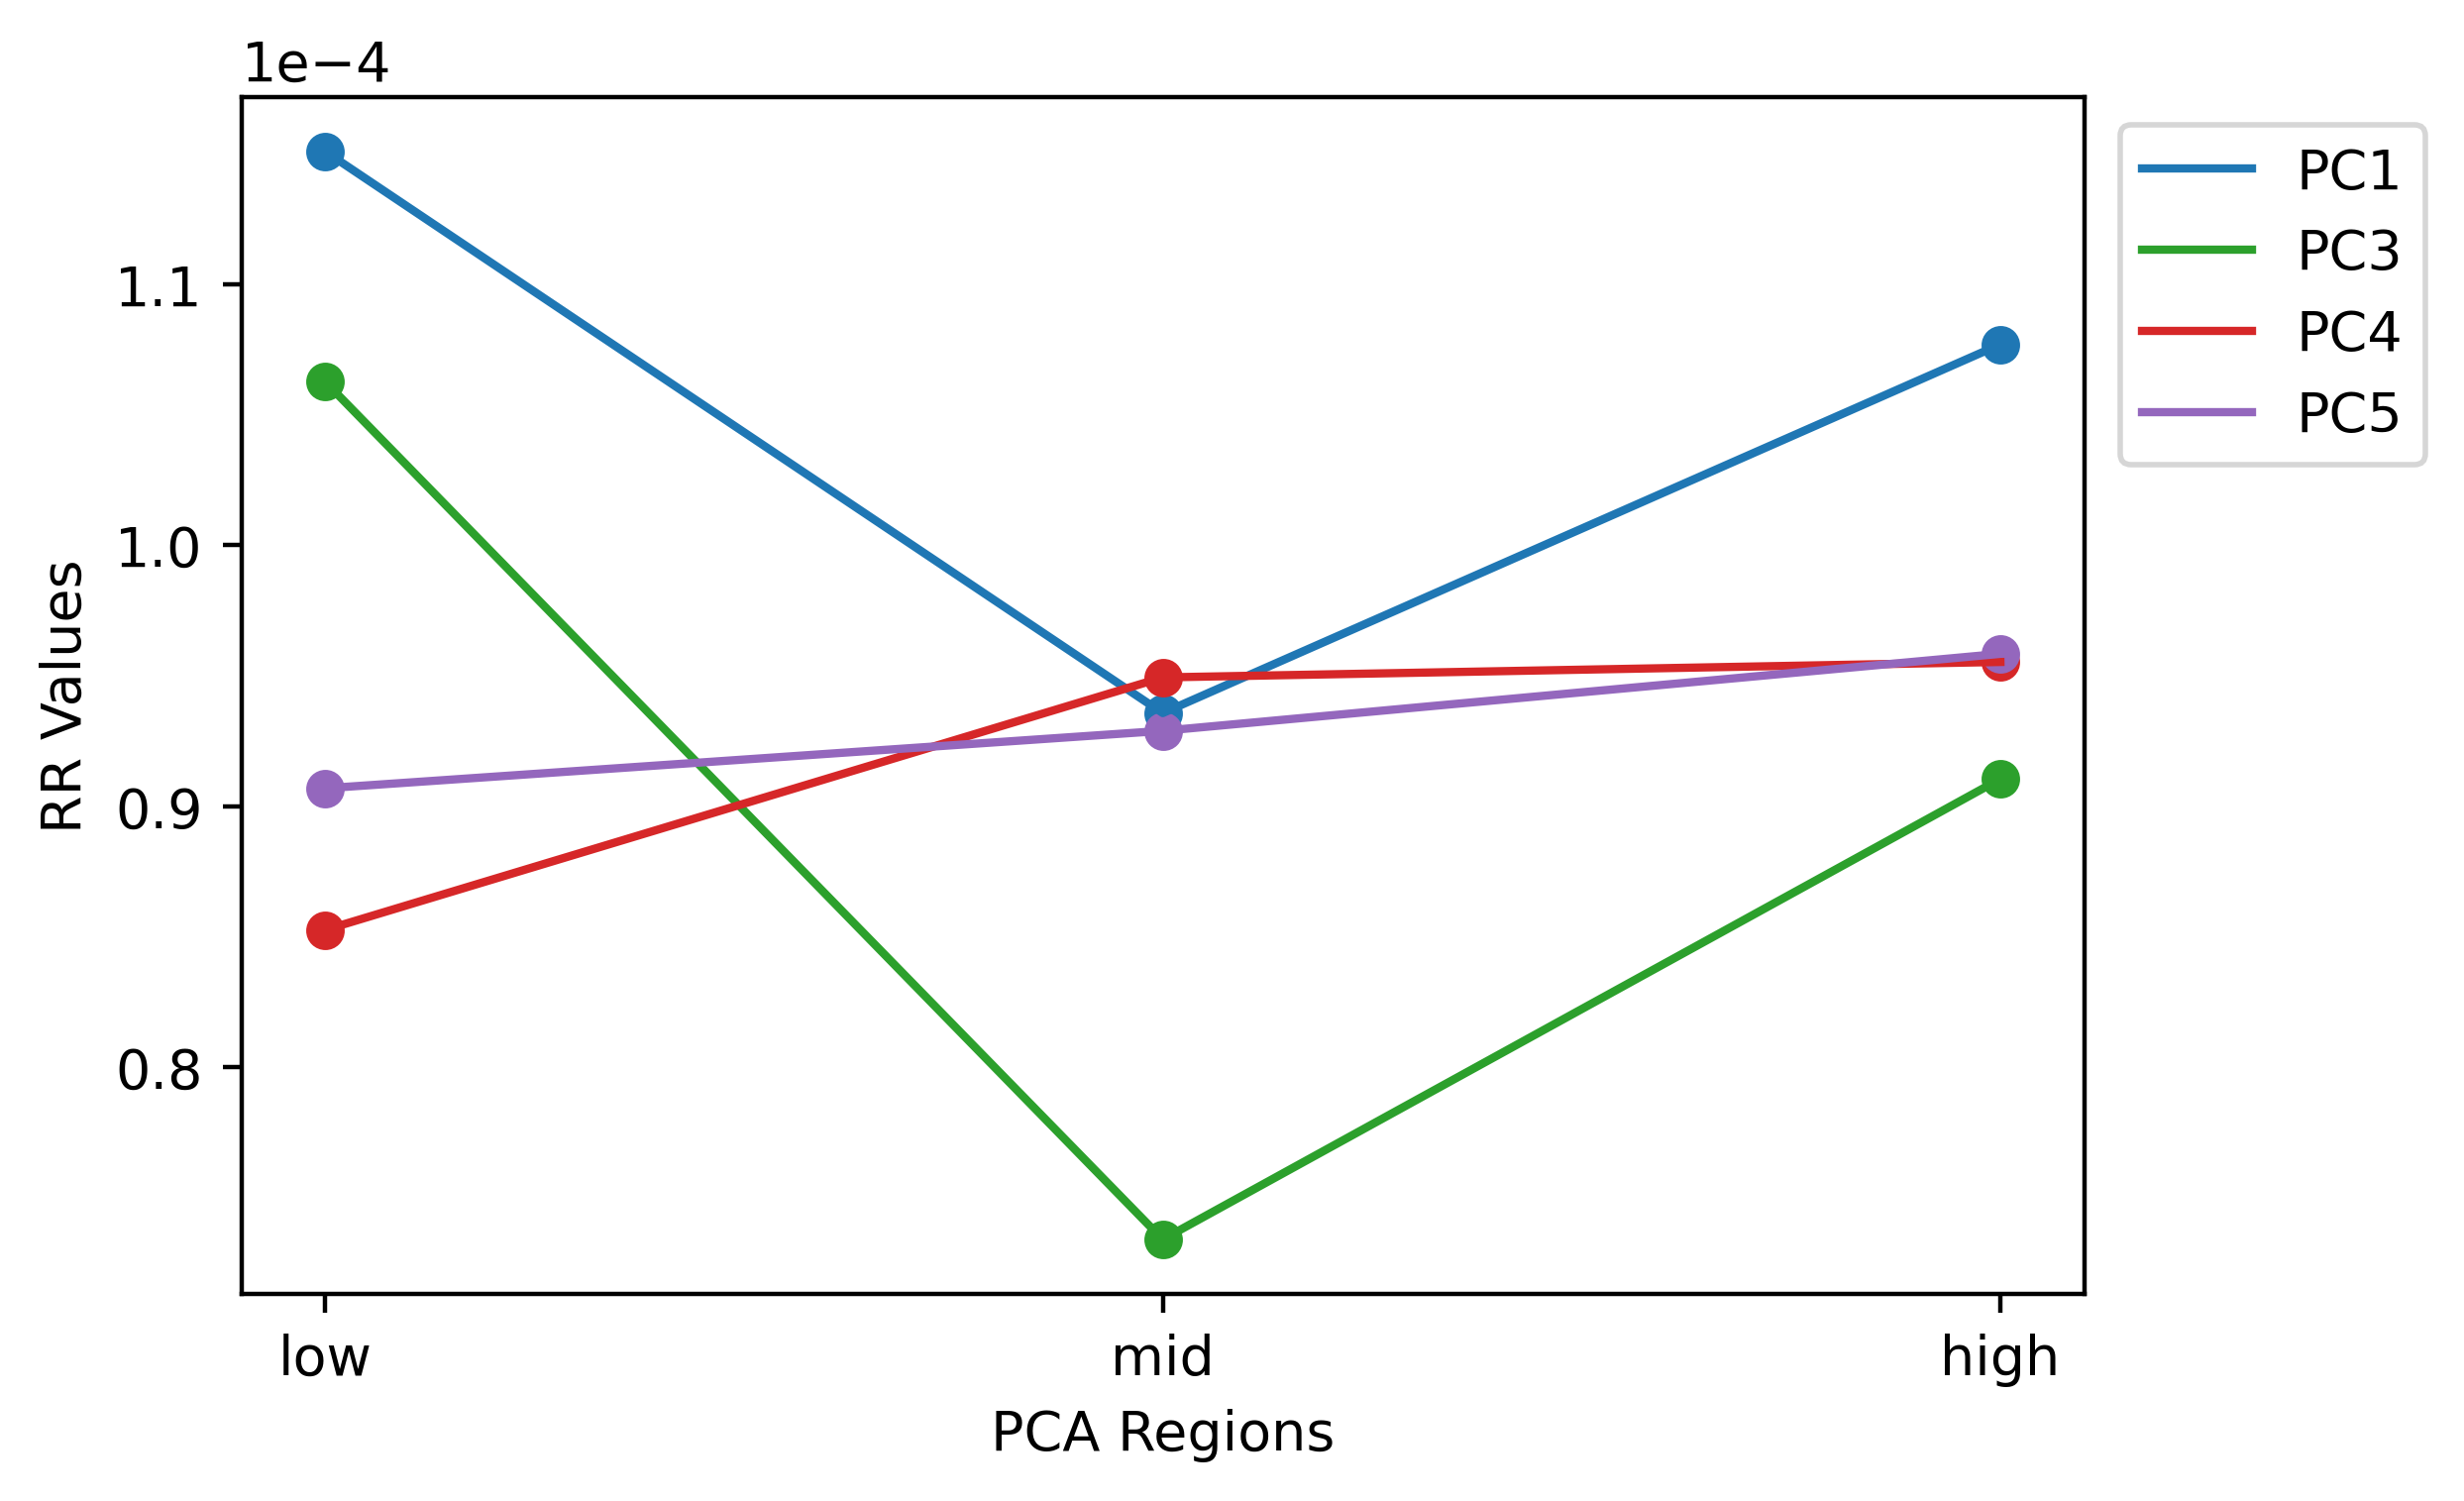 1e−4
1.1
1.0
0.9
0.8
RR Values
low
mid
high
PCA Regions
PC1
PC3
PC4
PC5